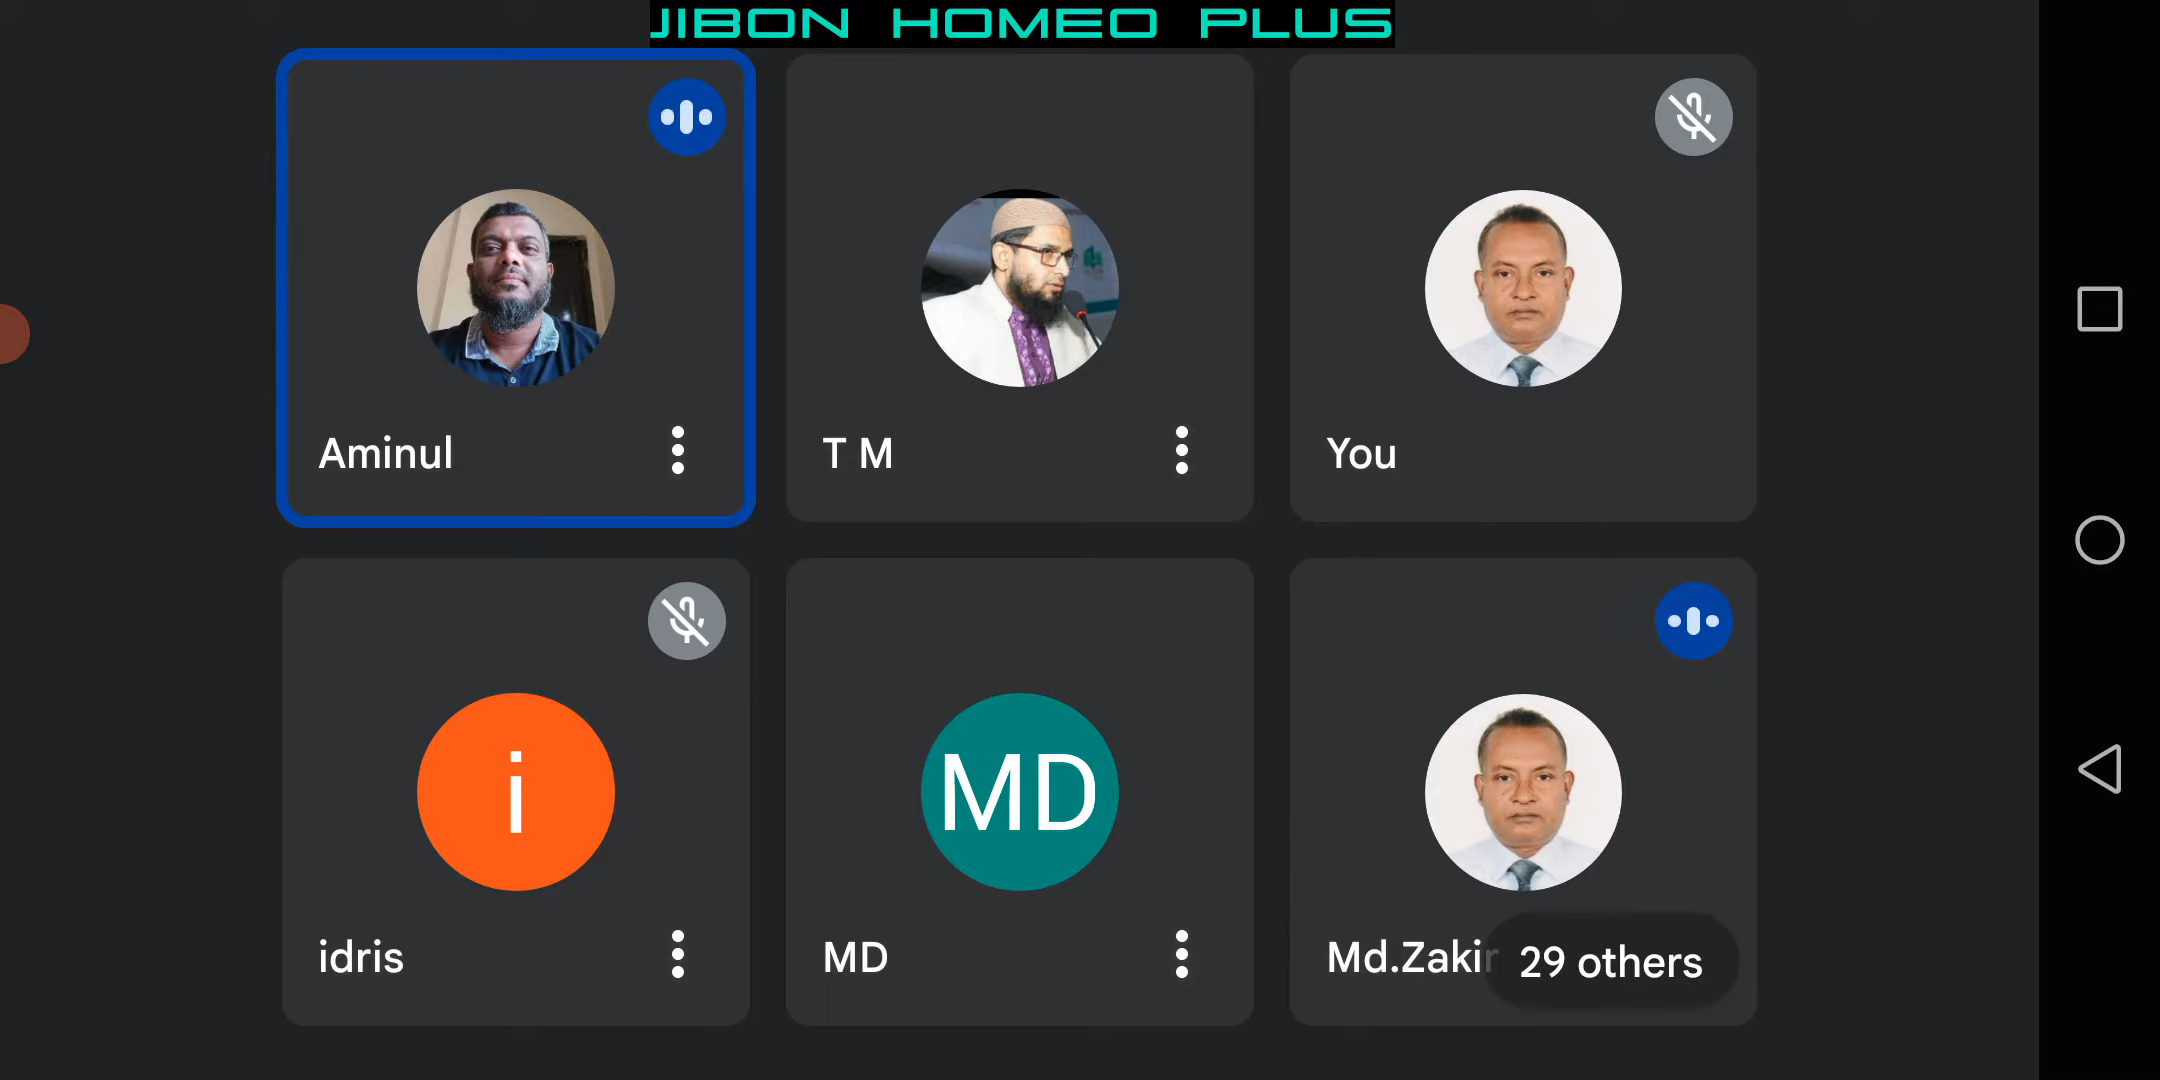 JIBON HOMEO PLUS
Aminul
T M
You
i
MD
idris
MD
Md.Zakir
29 others